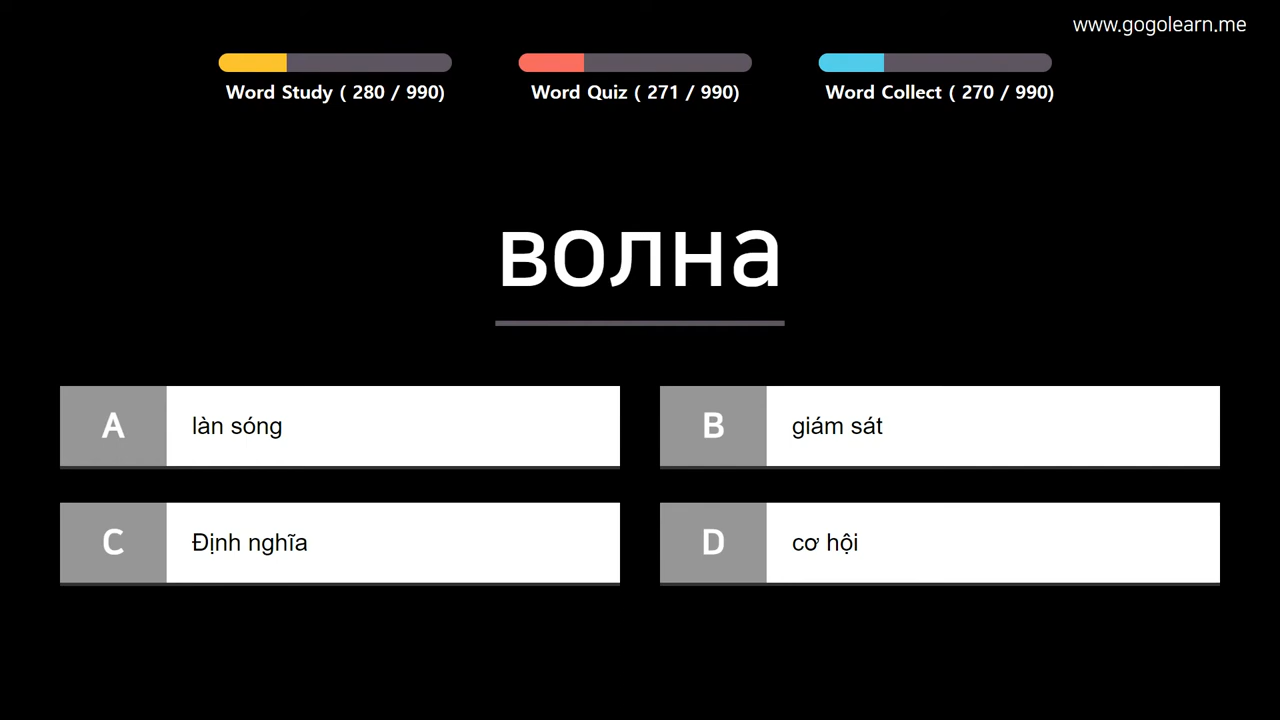 www.gogolearn.me
Word Study ( 280 / 990)
Word Quiz ( 271 / 990)
Word Collect ( 270 / 990)
волна
A làn sóng
B giám sát
C Định nghĩa
D cơ hội